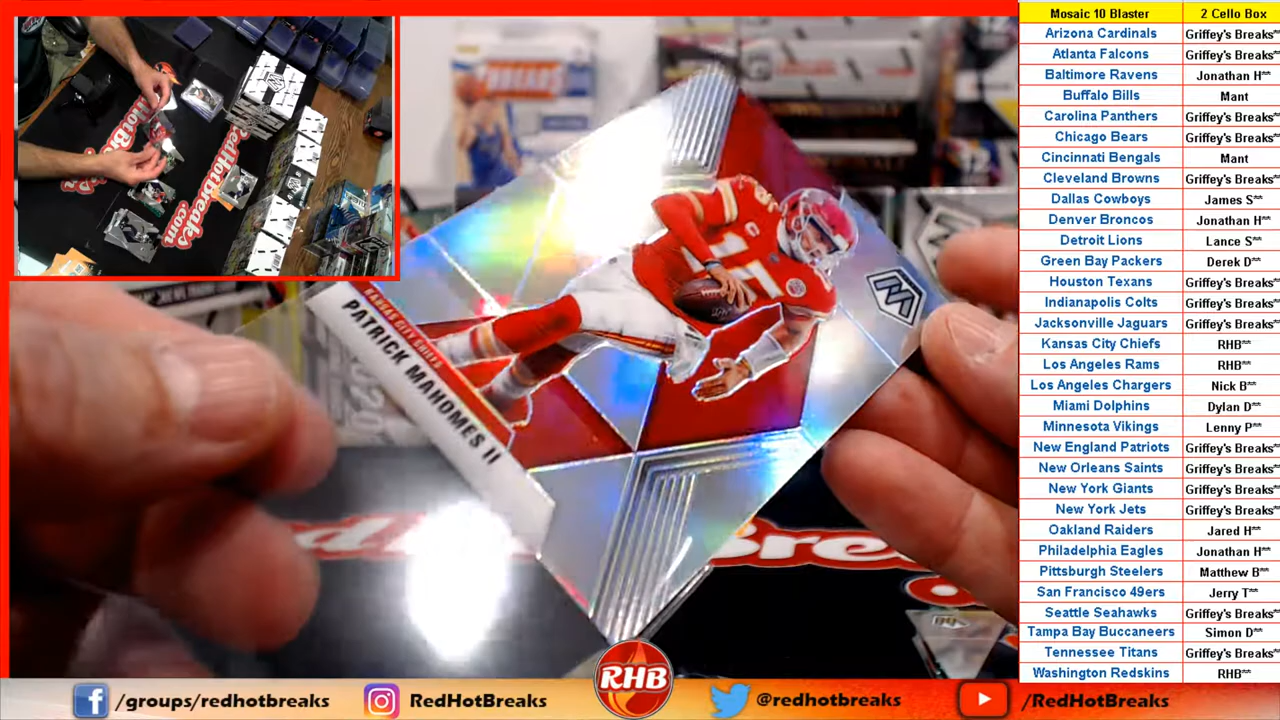 Mosaic 10 Blaster 2 Cello Box
Arizona Cardinals Griffey's Breaks**
Atlanta Falcons Griffey's Breaks**
Baltimore Ravens Jonathan H**
Buffalo Bills Mant
Carolina Panthers Griffey's Breaks**
Chicago Bears Griffey's Breaks**
Cincinnati Bengals Mant
Cleveland Browns Griffey's Breaks**
Dallas Cowboys James S**
Denver Broncos Jonathan H**
Detroit Lions Lance S**
Green Bay Packers Derek D**
Houston Texans Griffey's Breaks**
Indianapolis Colts Griffey's Breaks**
Jacksonville Jaguars Griffey's Breaks**
Kansas City Chiefs RHB**
Los Angeles Rams RHB**
Los Angeles Chargers Nick B**
Miami Dolphins Dylan D**
Minnesota Vikings Lenny P**
New England Patriots Griffey's Breaks**
New Orleans Saints Griffey's Breaks**
New York Giants Griffey's Breaks**
New York Jets Griffey's Breaks**
Oakland Raiders Jared H**
Philadelphia Eagles Jonathan H**
Pittsburgh Steelers Matthew B**
San Francisco 49ers Jerry T**
Seattle Seahawks Griffey's Breaks**
Tampa Bay Buccaneers Simon D**
Tennessee Titans Griffey's Breaks**
Washington Redskins RHB**
RedHotBreaks
RedHotBreaks
.com
THREADS
15
KANSAS CITY CHIEFS
PATRICK MAHOMES II
RHB
/groups/redhotbreaks
RedHotBreaks
@redhotbreaks
/RedHotBreaks